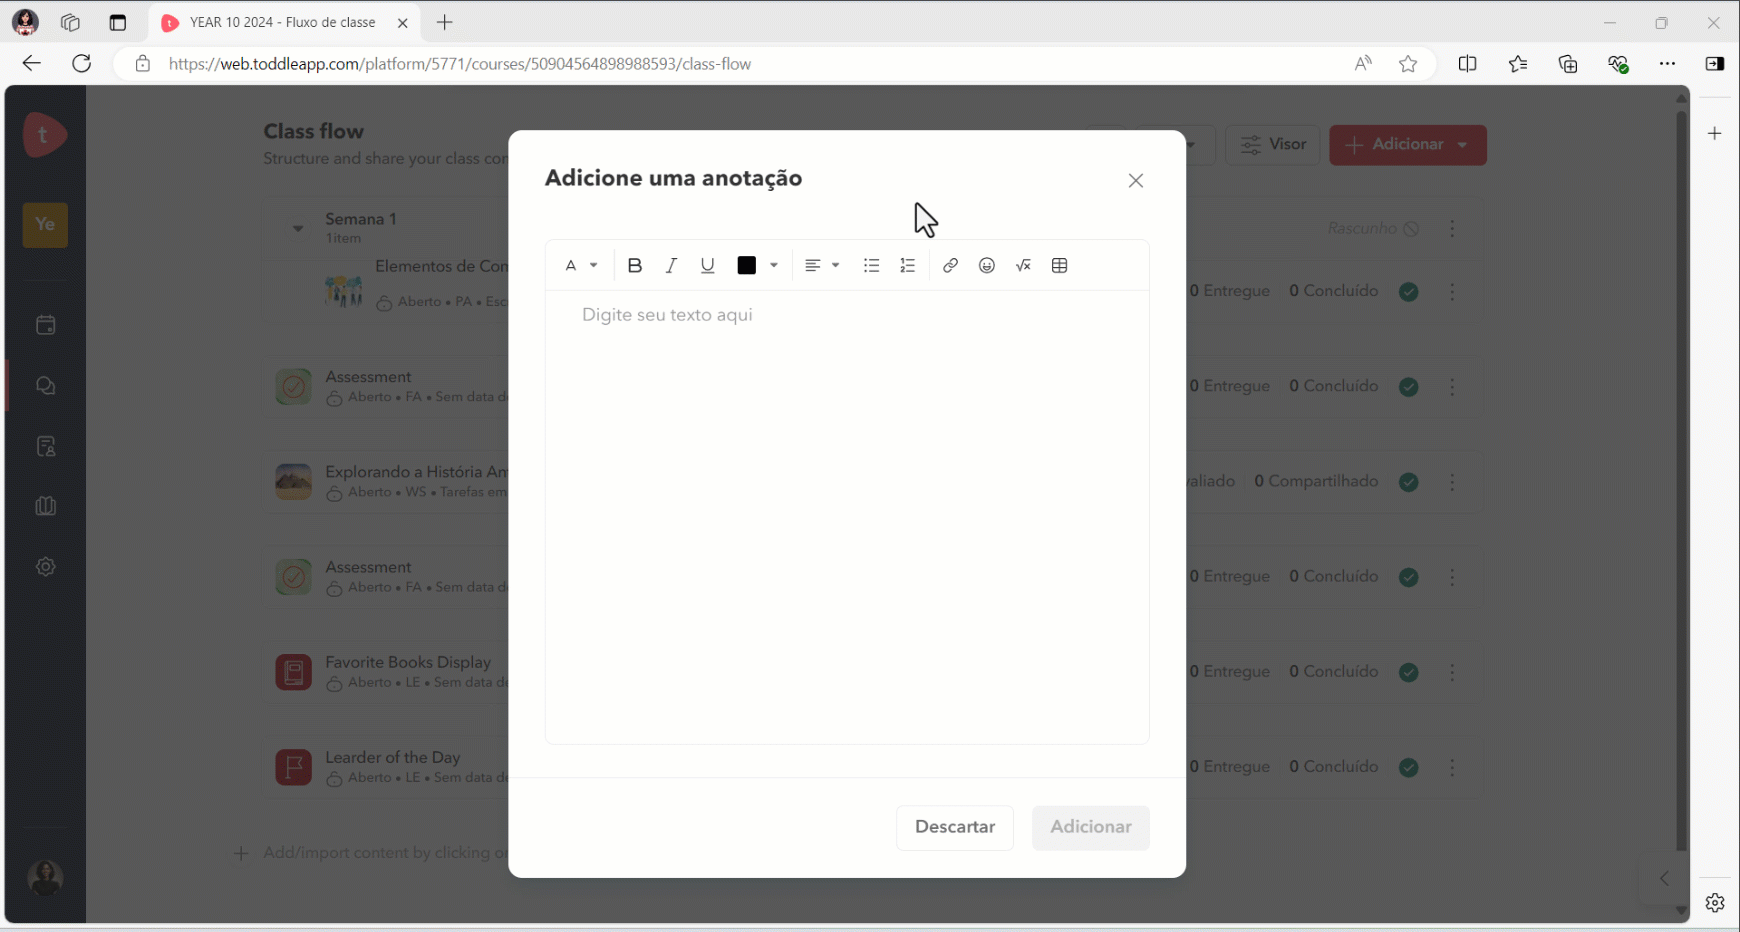 YEAR 10 2024 - Fluxo de classe
https://web.toddleapp.com/platform/5771/courses/50904564898988593/class-flow
t
Class flow
Structure and share your class con
Visor
Adicionar
Ye
Semana 1
1item
Rascunho
Elementos de Con
Aberto • PA • Esc
0 Entregue 0 Concluído
Assessment
Aberto • FA • Sem data de
0 Entregue 0 Concluído
Explorando a História An
Aberto • WS • Tarefas em
valiado 0 Compartilhado
Assessment
Aberto • FA • Sem data de
0 Entregue 0 Concluído
Favorite Books Display
Aberto • LE • Sem data de
0 Entregue 0 Concluído
Learder of the Day
Aberto • LE • Sem data de
0 Entregue 0 Concluído
Add/import content by clicking o
Adicione uma anotação
A B I U
Digite seu texto aqui
Descartar
Adicionar